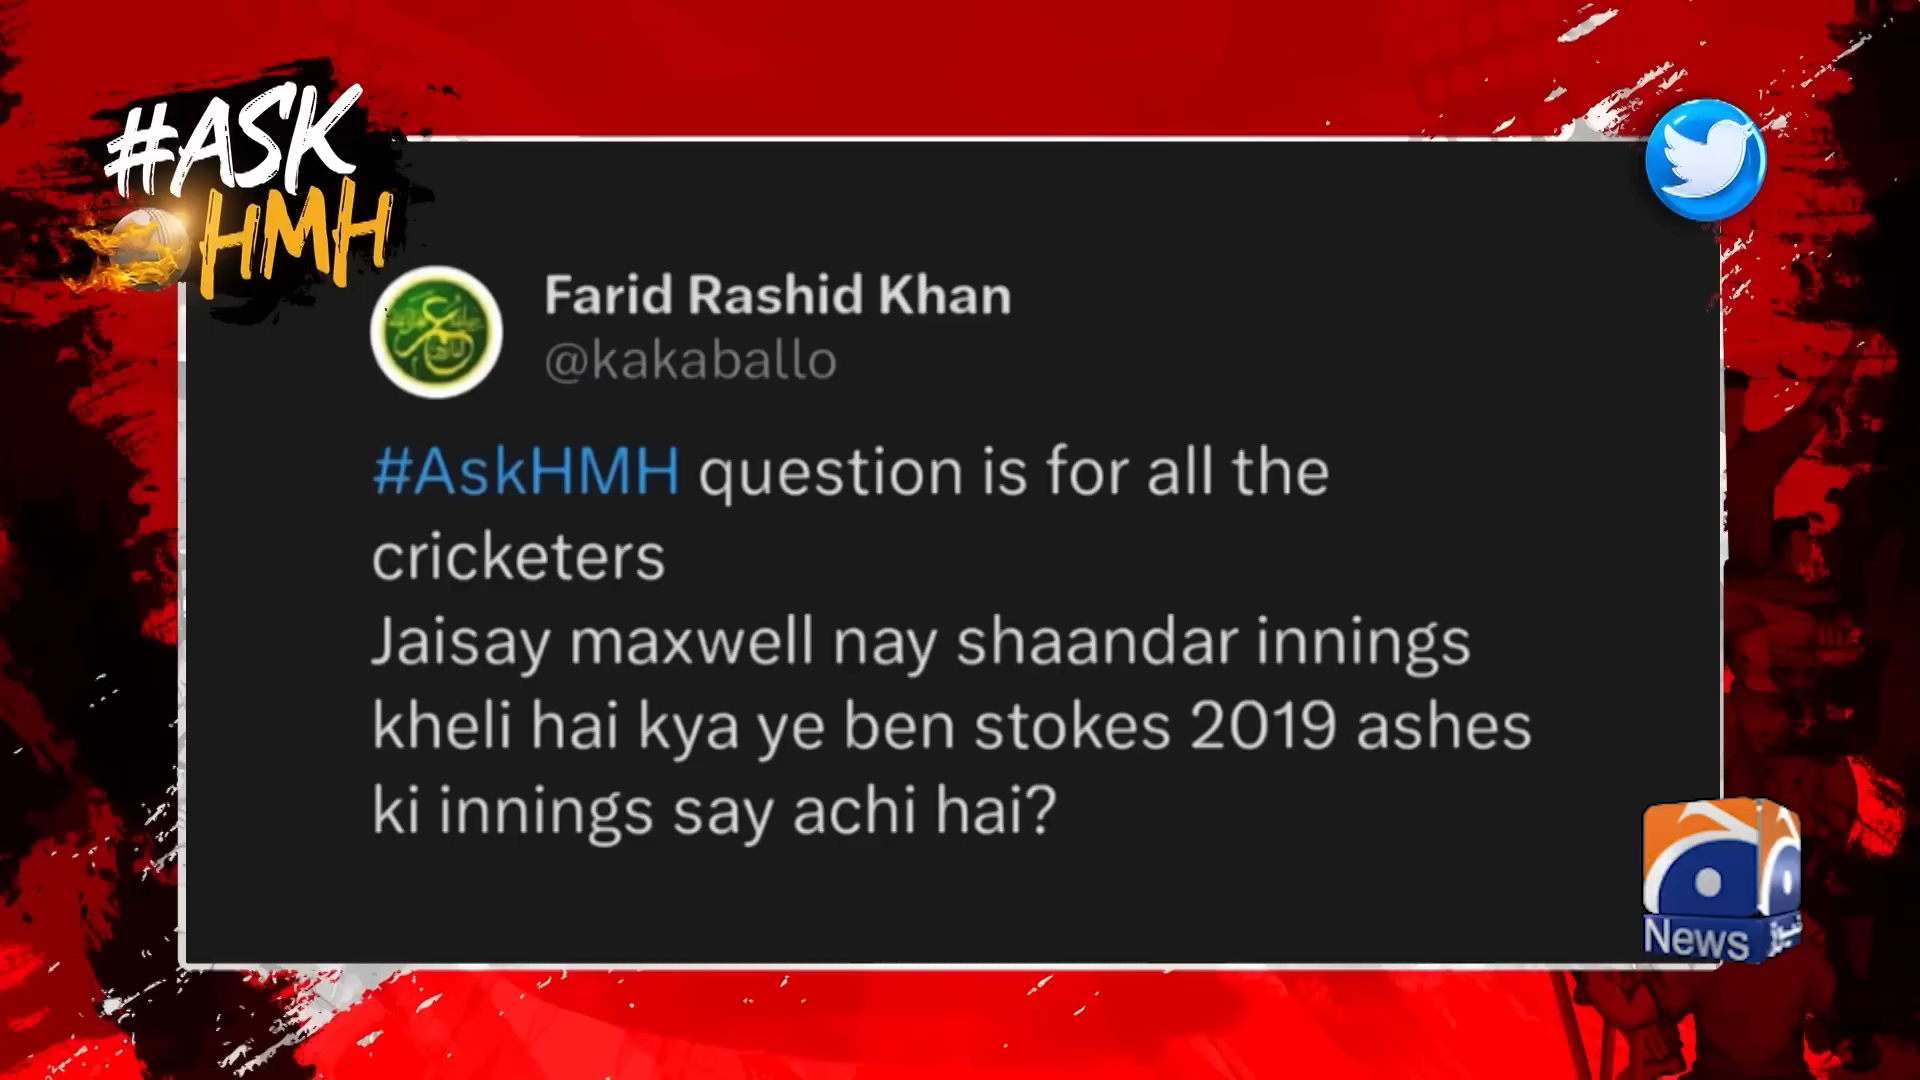 #ASK
HMH
Farid Rashid Khan
@kakaballo
#AskHMH question is for all the
cricketers
Jaisay maxwell nay shaandar innings
kheli hai kya ye ben stokes 2019 ashes
ki innings say achi hai?
News